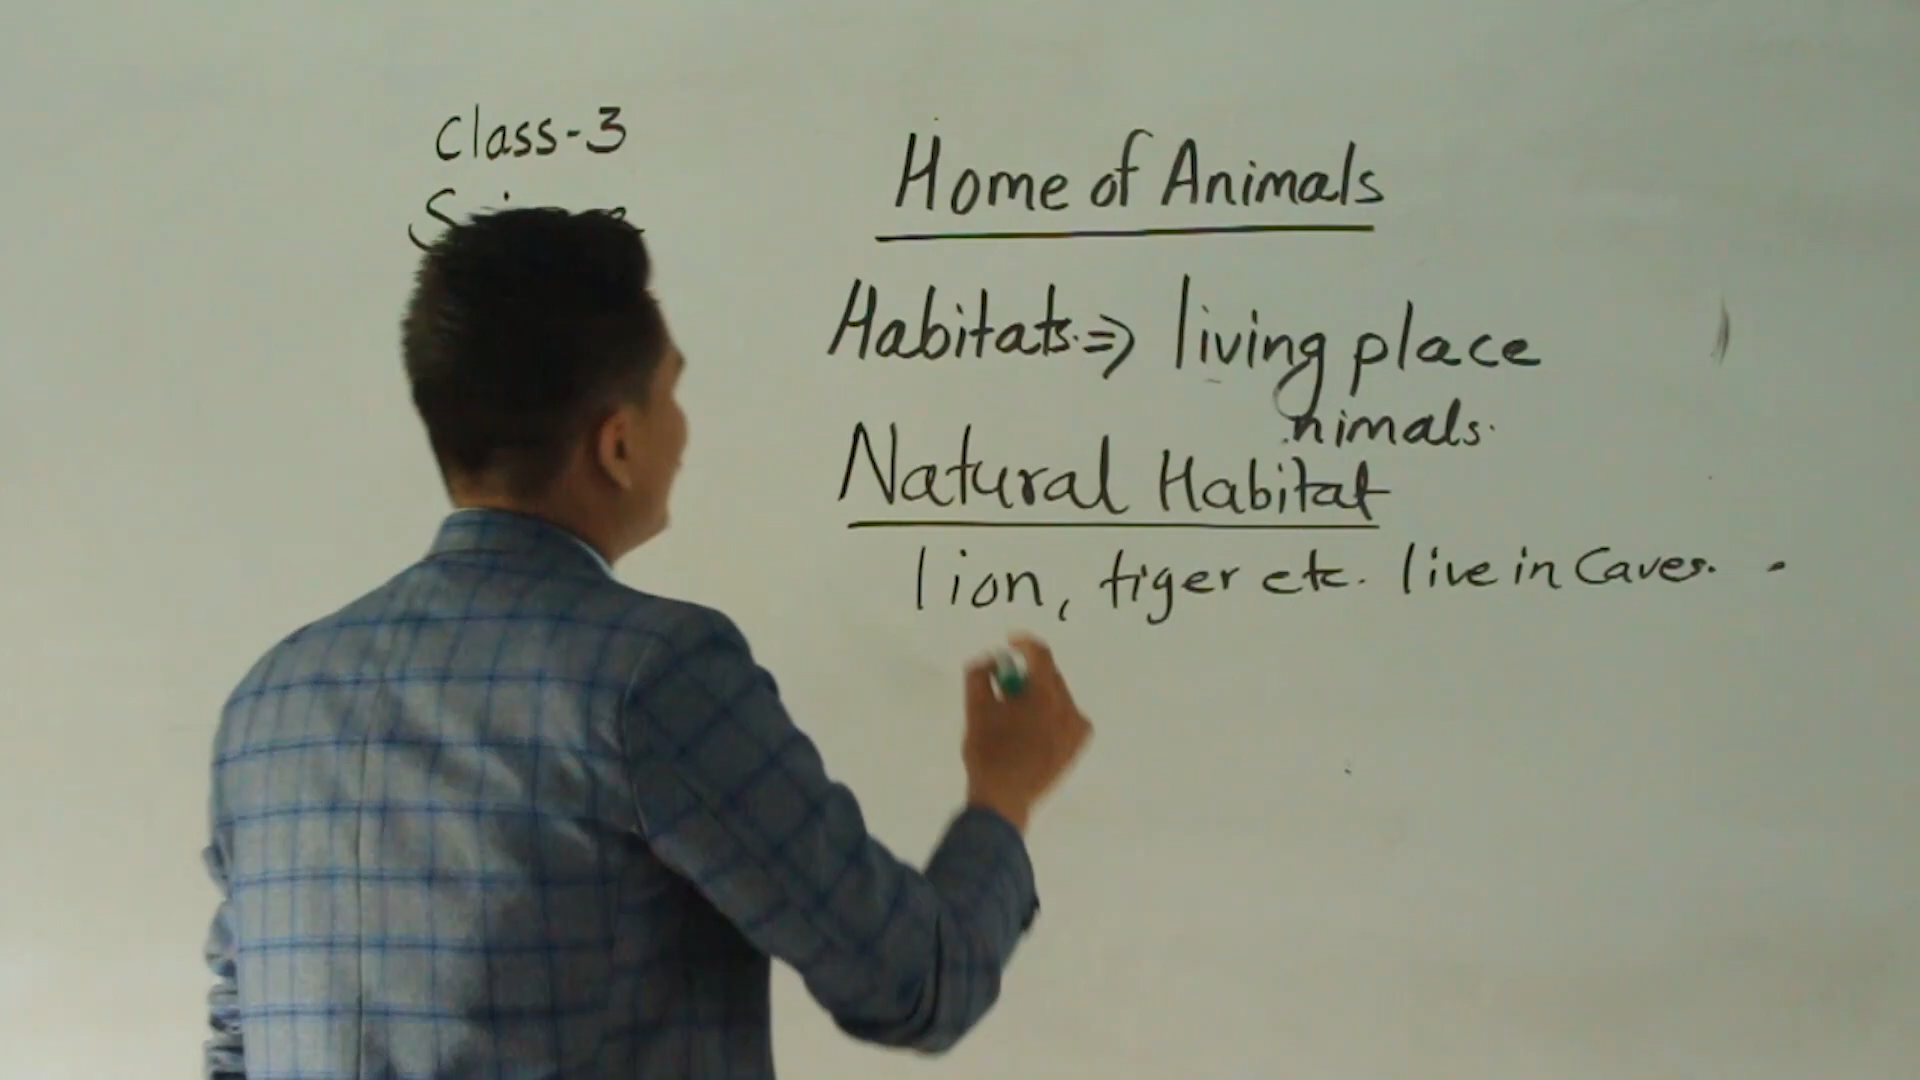 Class-3
Home of Animals
Habitats. => living place
nimals.
Natural Habitat
lion, tiger etc. live in Caves.